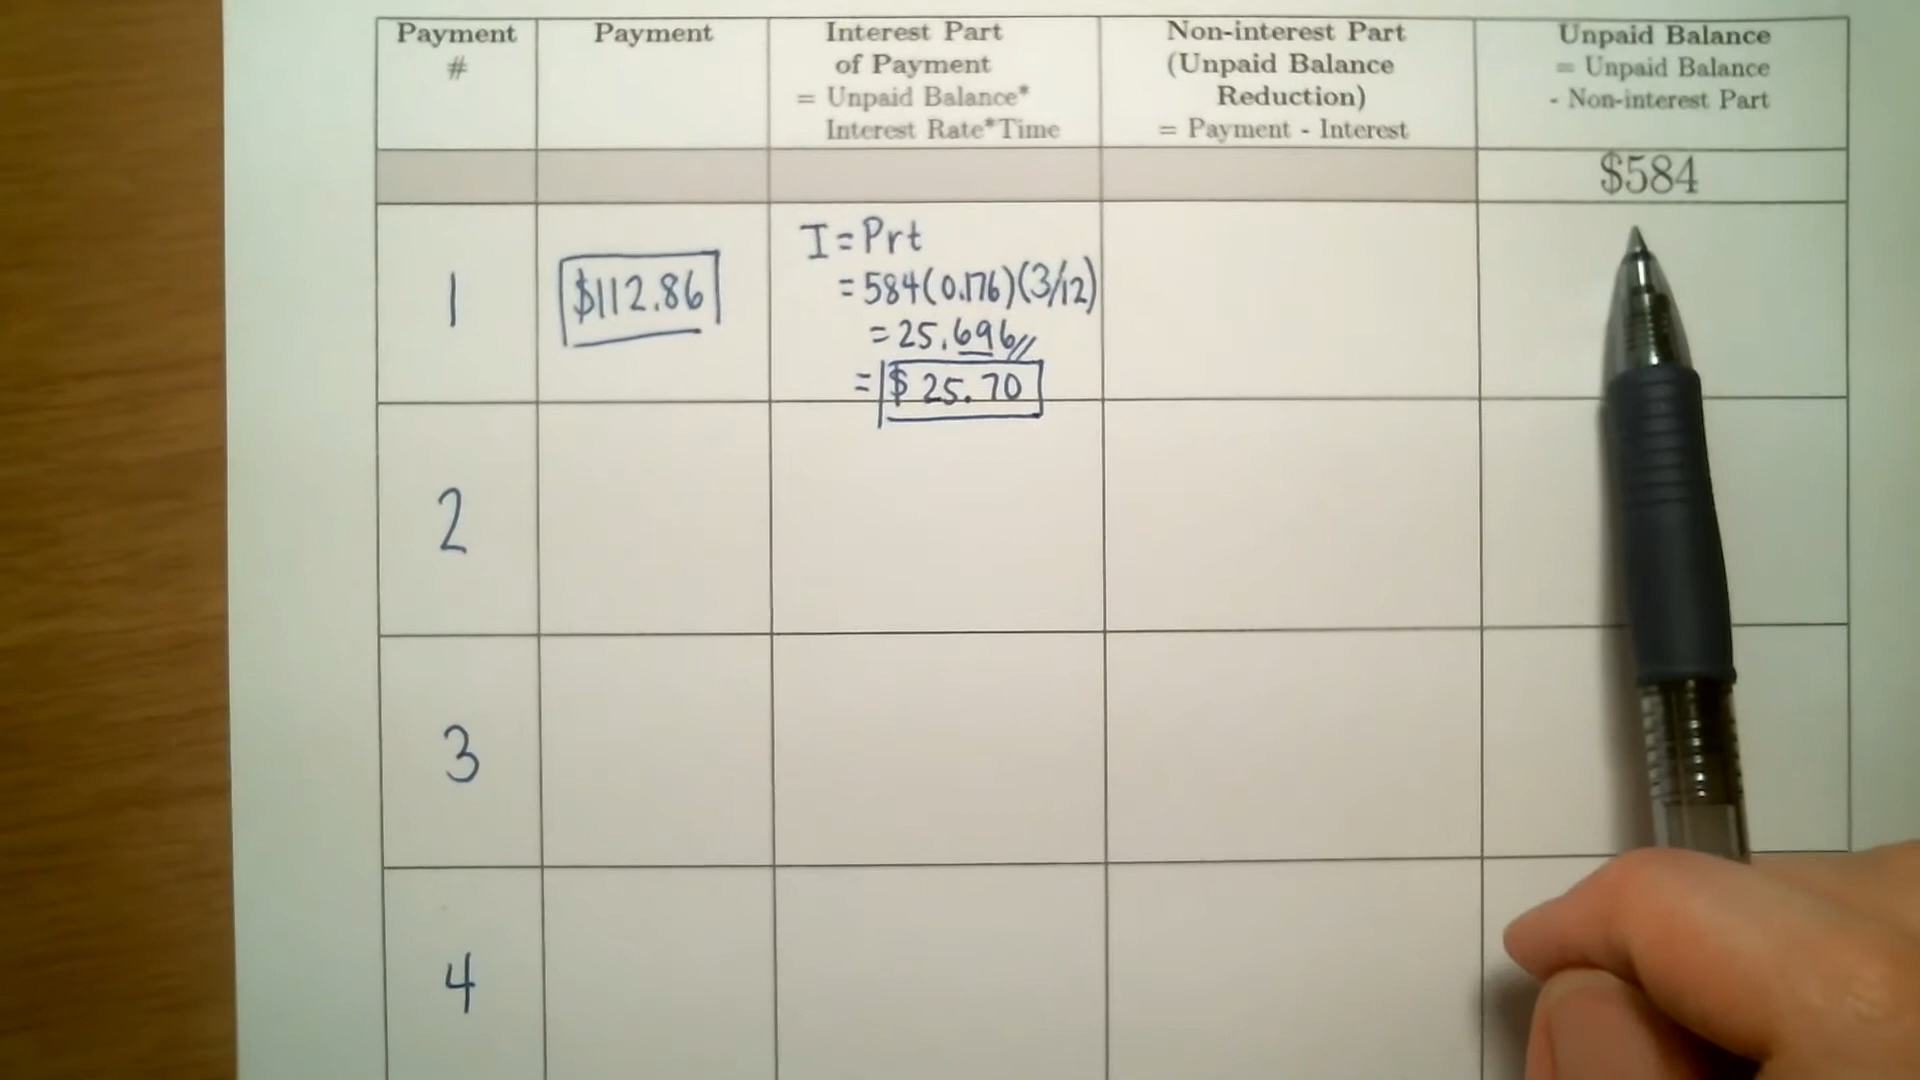 Payment
#
Payment
Interest Part
of Payment
= Unpaid Balance*
Interest Rate*Time
Non-interest Part
(Unpaid Balance
Reduction)
= Payment - Interest
Unpaid Balance
= Unpaid Balance
- Non-interest Part
$584
1
$112.86
I = Prt
= 584(0.176)(3/12)
= 25.696
= $ 25.70
2
3
4